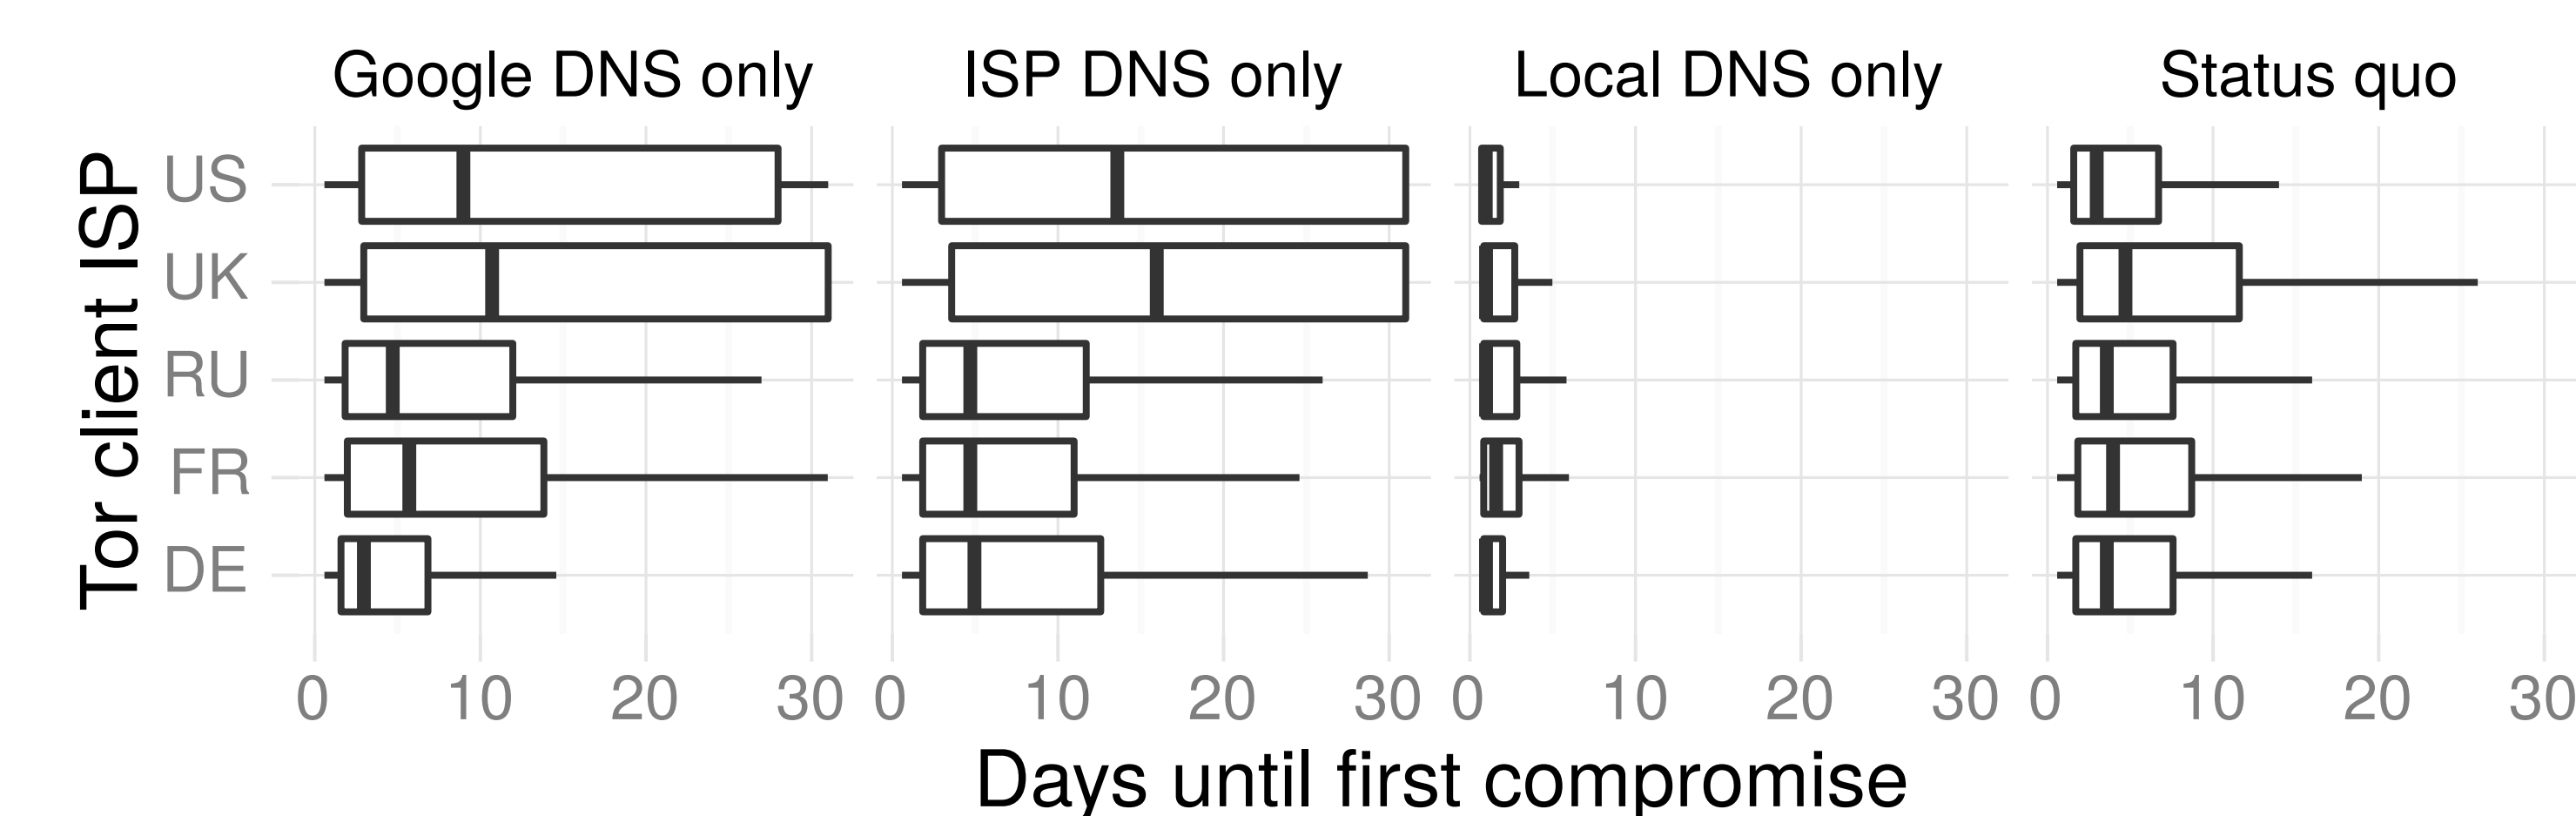 Google DNS only ISP DNS only Local DNS only Status quo
Tor client ISP
US
UK
RU
FR
DE
0 10 20 30 0 10 20 30 0 10 20 30 0 10 20 30
Days until first compromise